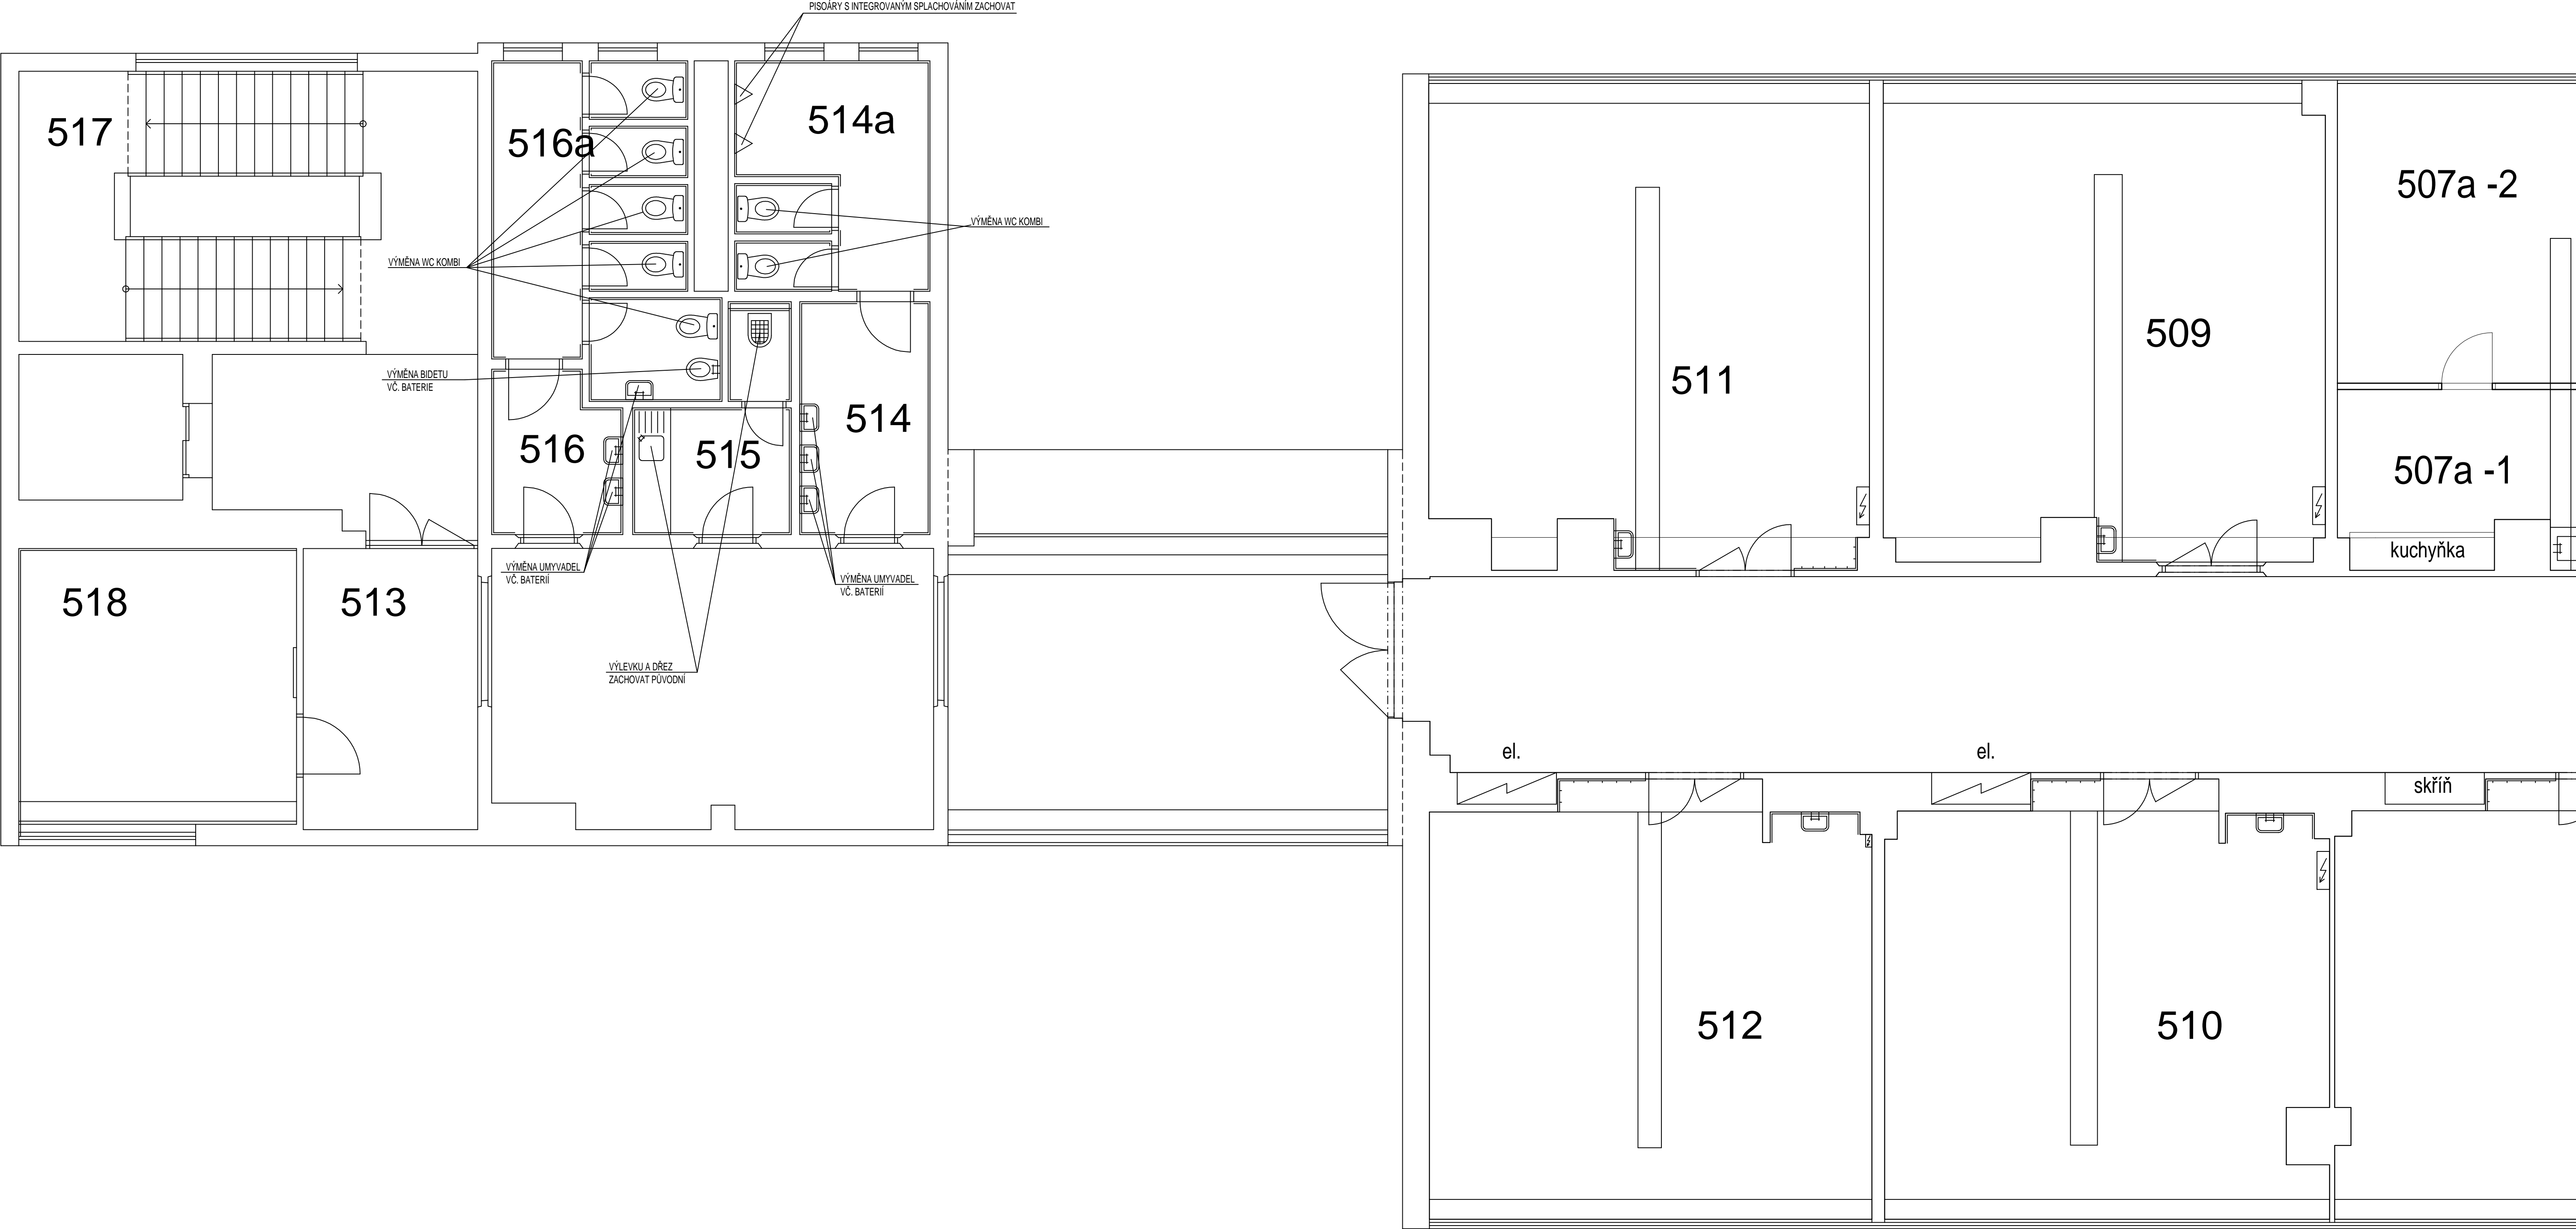 PISOÁRY S INTEGROVANÝM SPLACHOVÁNÍM ZACHOVAT
517
516a
514a
507a -2
VÝMĚNA WC KOMBI
VÝMĚNA WC KOMBI
509
VÝMĚNA BIDETU
VČ. BATERIE
511
516
515
514
507a -1
kuchyňka
VÝMĚNA UMYVADEL
VČ. BATERIÍ
VÝMĚNA UMYVADEL
VČ. BATERIÍ
518
513
VÝLEVKU A DŘEZ
ZACHOVAT PŮVODNÍ
el.
el.
skříň
512
510